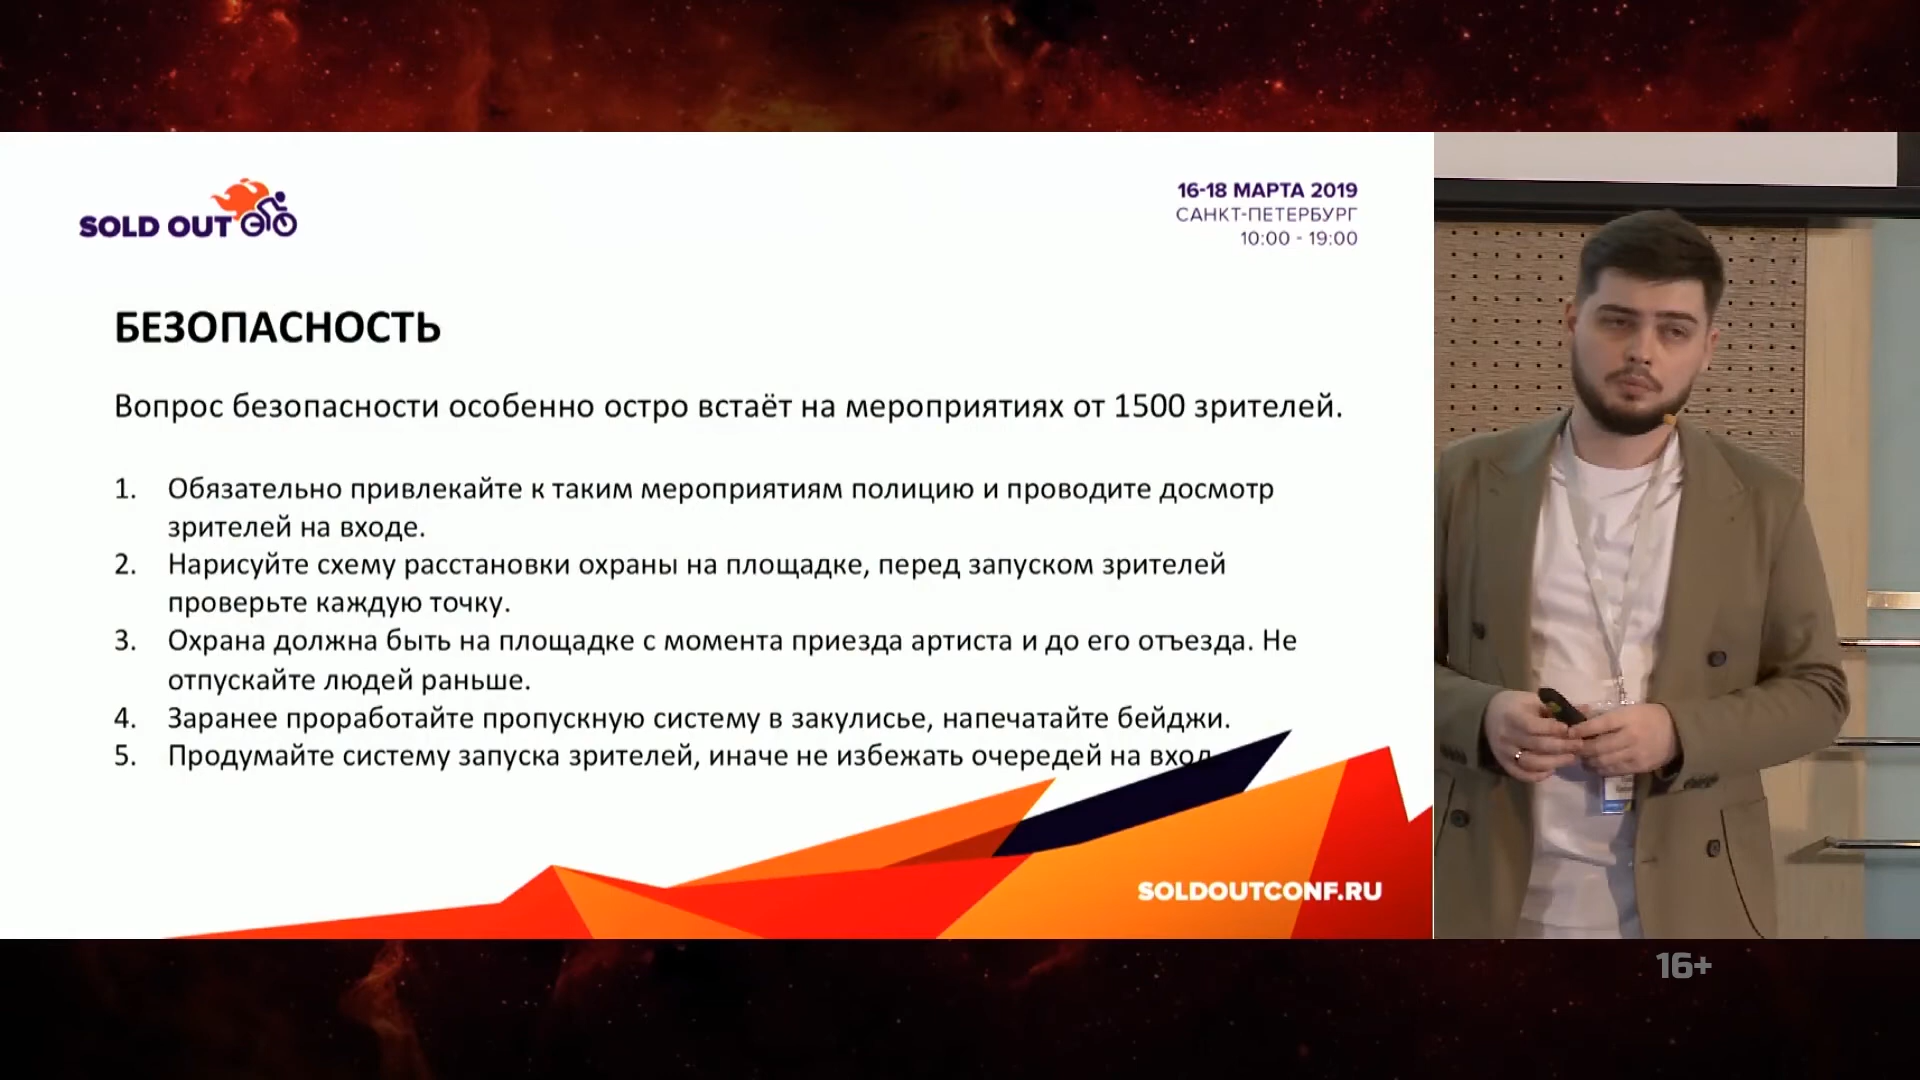 SOLD OUT
16-18 МАРТА 2019
САНКТ-ПЕТЕРБУРГ
10:00 - 19:00
БЕЗОПАСНОСТЬ
Вопрос безопасности особенно остро встаёт на мероприятиях от 1500 зрителей.
1. Обязательно привлекайте к таким мероприятиям полицию и проводите досмотр
зрителей на входе.
2. Нарисуйте схему расстановки охраны на площадке, перед запуском зрителей
проверьте каждую точку.
3. Охрана должна быть на площадке с момента приезда артиста и до его отъезда. Не
отпускайте людей раньше.
4. Заранее проработайте пропускную систему в закулисье, напечатайте бейджи.
5. Продумайте систему запуска зрителей, иначе не избежать очередей на вход
SOLDOUTCONF.RU
16+